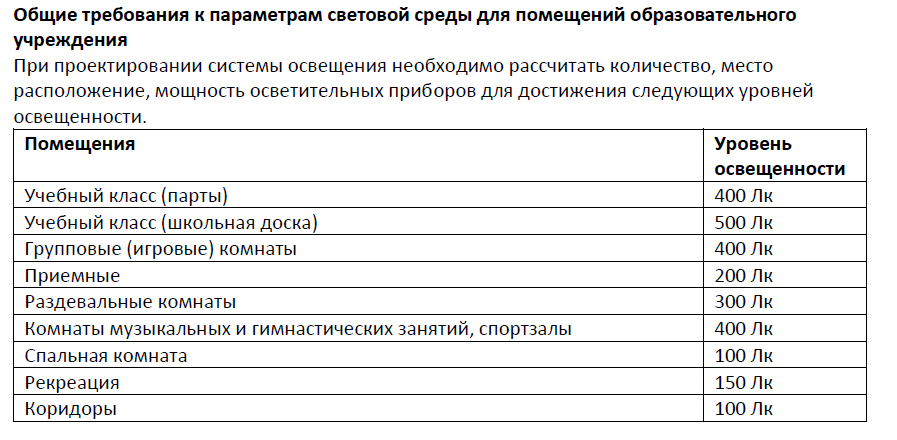 Общие требования к параметрам световой среды для помещений образовательного
учреждения
При проектировании системы освещения необходимо рассчитать количество, место
расположение, мощность осветительных приборов для достижения следующих уровней
освещенности.
Помещения Уровень
освещенности
Учебный класс (парты) 400 Лк
Учебный класс (школьная доска) 500 Лк
Групповые (игровые) комнаты 400 Лк
Приемные 200 Лк
Раздевальные комнаты 300 Лк
Комнаты музыкальных и гимнастических занятий, спортзалы 400 Лк
Спальная комната 100 Лк
Рекреация 150 Лк
Коридоры 100 Лк